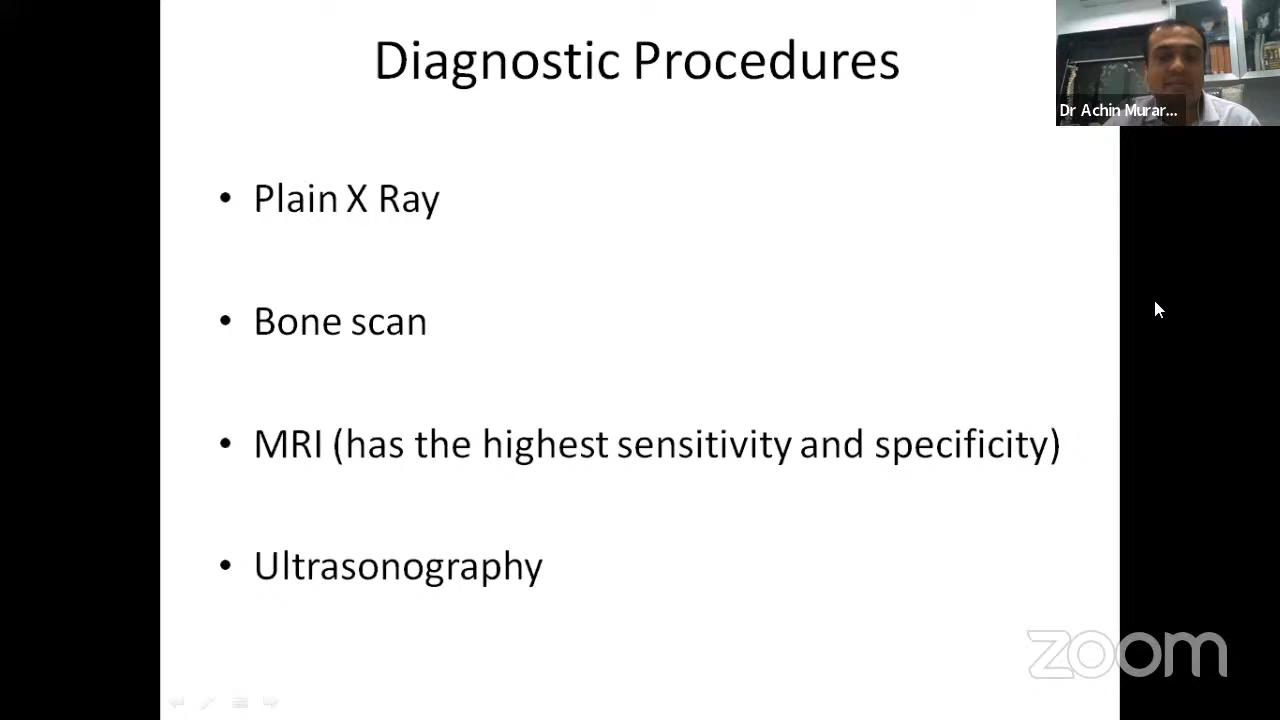 Diagnostic Procedures
Dr Achin Murar...
• Plain X Ray
• Bone scan
• MRI (has the highest sensitivity and specificity)
• Ultrasonography
zoom